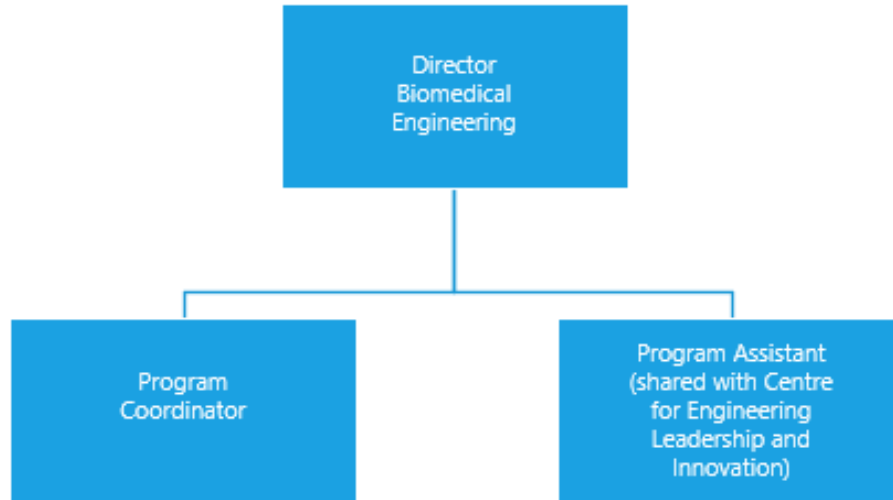 Director
Biomedical
Engineering
Program
Coordinator
Program Assistant
(shared with Centre
for Engineering
Leadership and
Innovation)